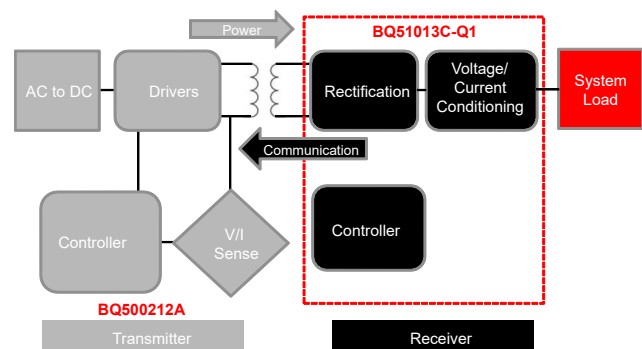 Power
BQ51013C-Q1
AC to DC
Drivers
Rectification
Voltage/
Current
Conditioning
System
Load
Communication
Controller
V/I
Sense
Controller
BQ500212A
Transmitter
Receiver